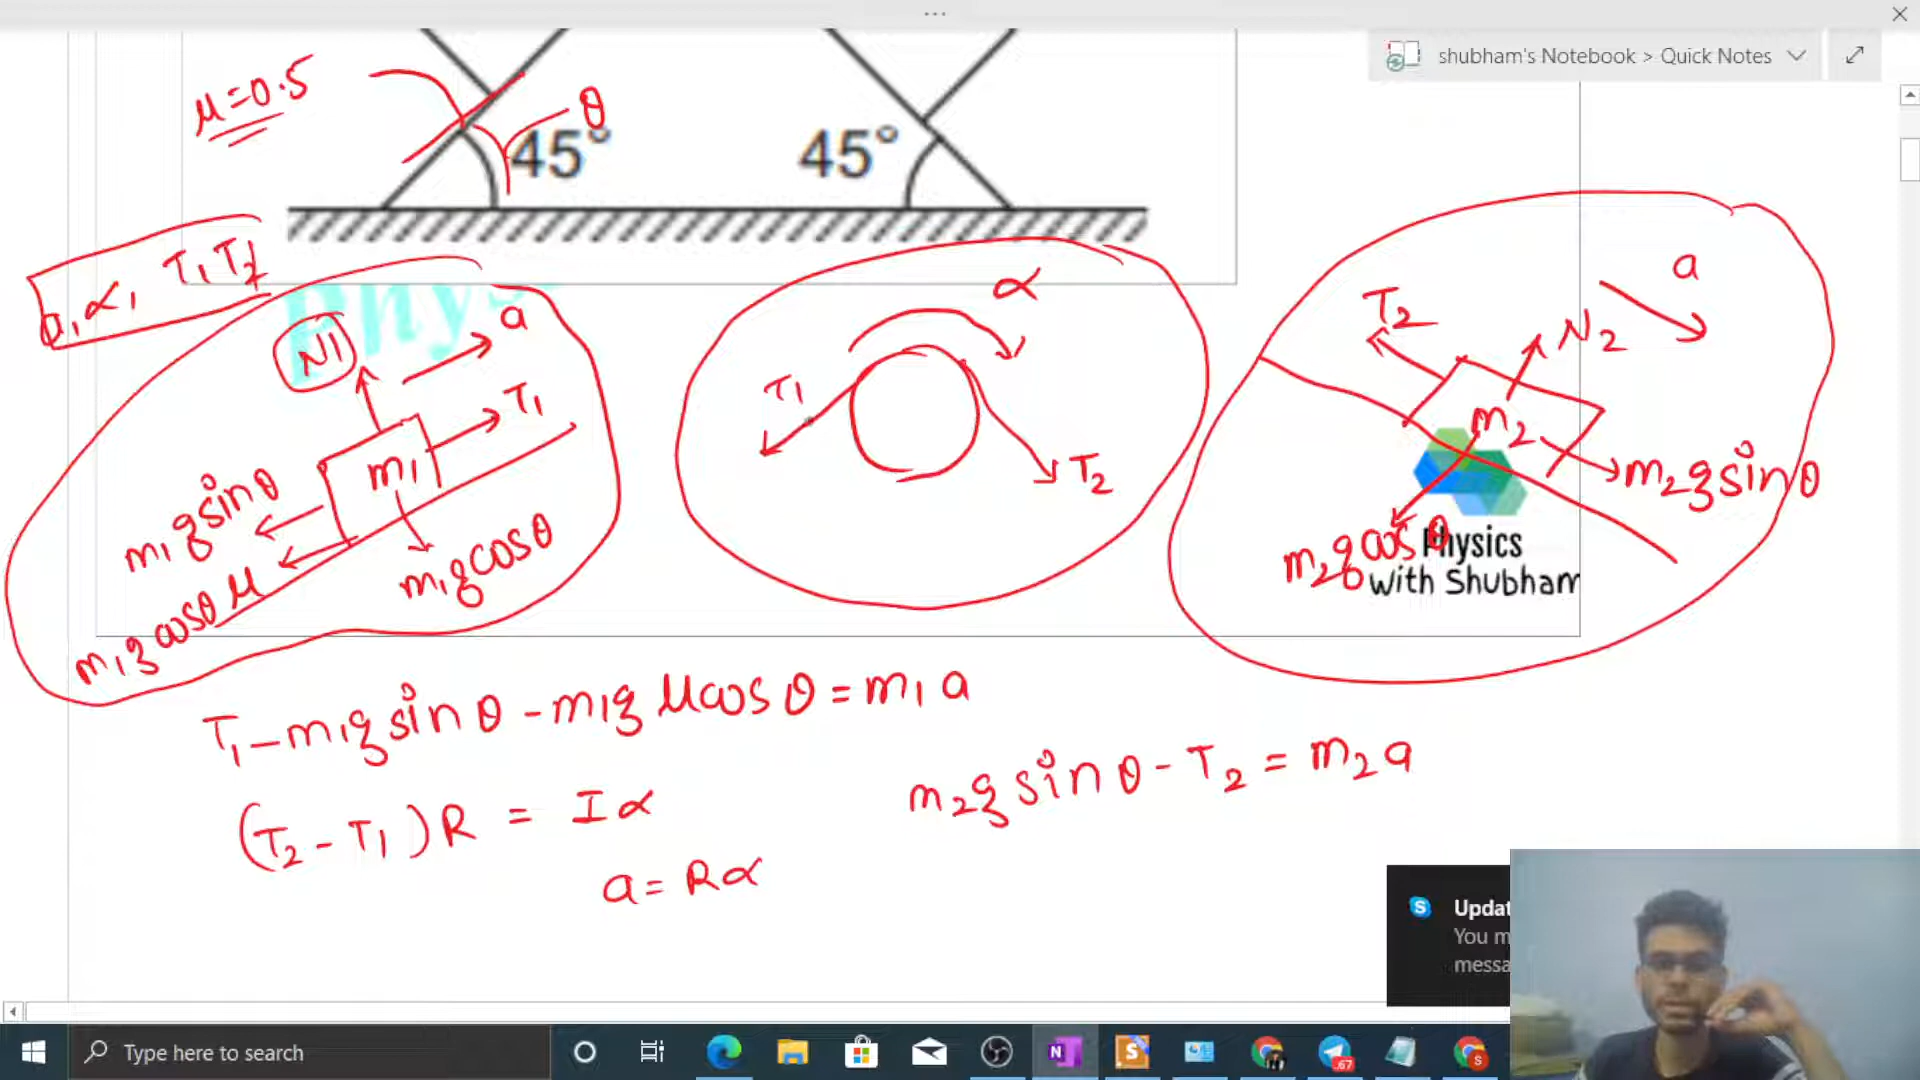 shubham's Notebook > Quick Notes
μ=0.5
θ
45°
45°
a, α, T1 T2
N1
a
T1
m1
m1g sinθ
m1g cosθ
m1g cosθ μ
α
T1
T2
T2
N2
a
m2
m2g sinθ
m2g cosθ
Physics
with Shubham
T1 - m1g sinθ - m1g μ cosθ = m1 a
m2g sinθ - T2 = m2 a
(T2 - T1) R = I α
a = R α
Type here to search
67